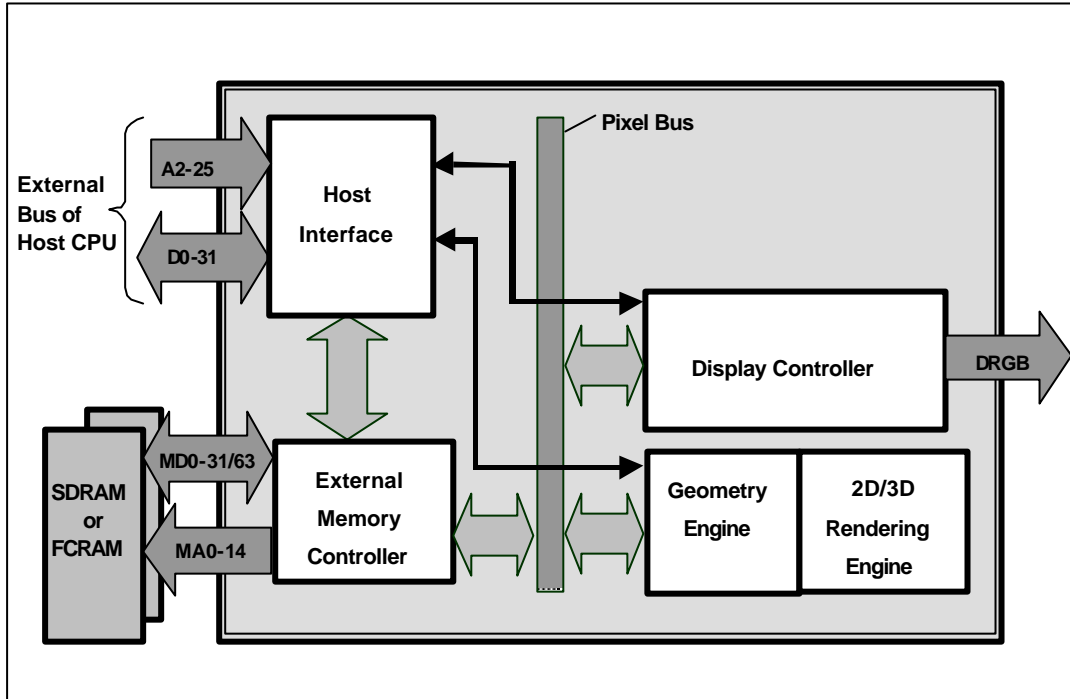 Pixel Bus
A2-25
External
Bus of
Host CPU
D0-31
Host
Interface
Display Controller
DRGB
MD0-31/63
SDRAM
or
FCRAM
MA0-14
External
Memory
Controller
Geometry
Engine
2D/3D
Rendering
Engine